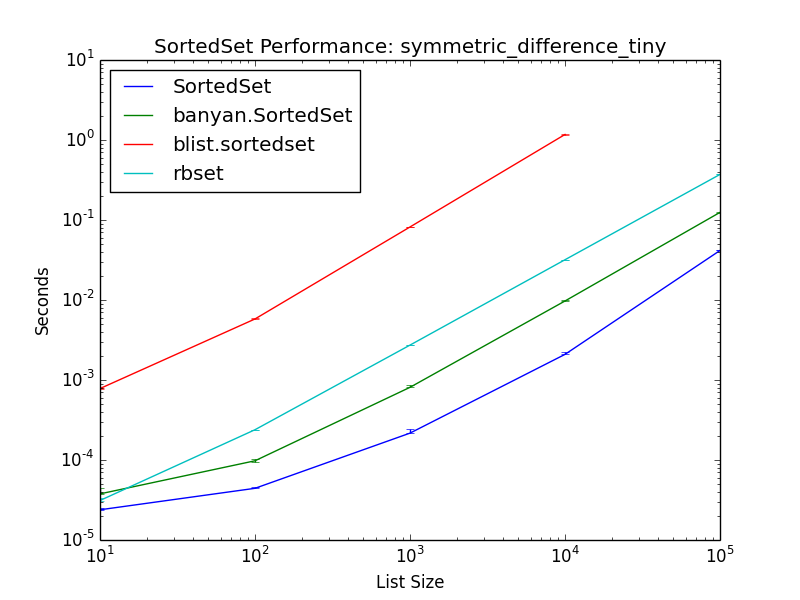 SortedSet Performance: symmetric_difference_tiny
10^1
SortedSet
banyan.SortedSet
blist.sortedset
rbset
10^0
10^-1
10^-2
Seconds
10^-3
10^-4
10^-5
10^1 10^2 10^3 10^4 10^5
List Size